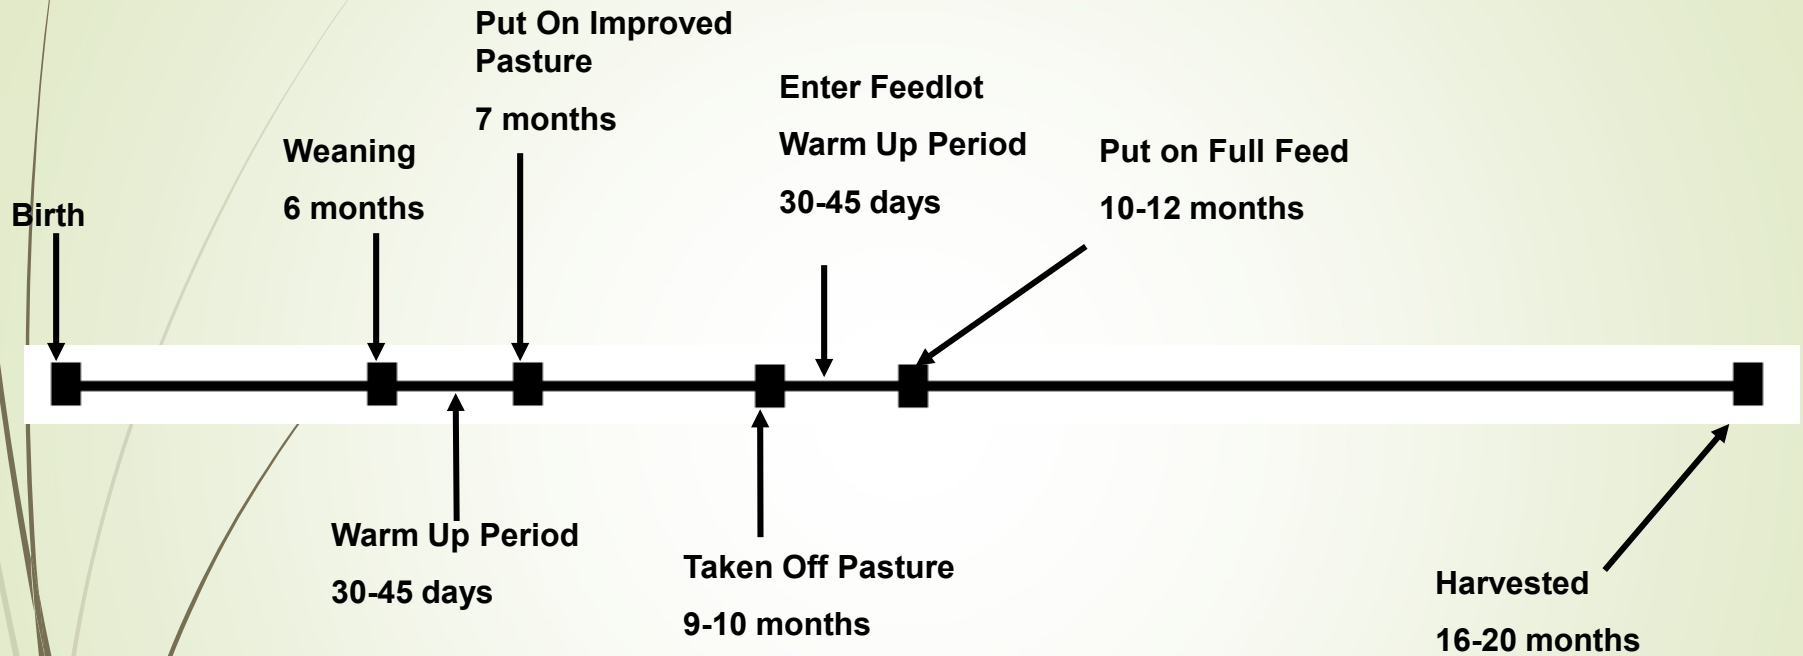 Birth
Weaning
6 months
Put On Improved
Pasture
7 months
Enter Feedlot
Warm Up Period
30-45 days
Put on Full Feed
10-12 months
Warm Up Period
30-45 days
Taken Off Pasture
9-10 months
Harvested
16-20 months